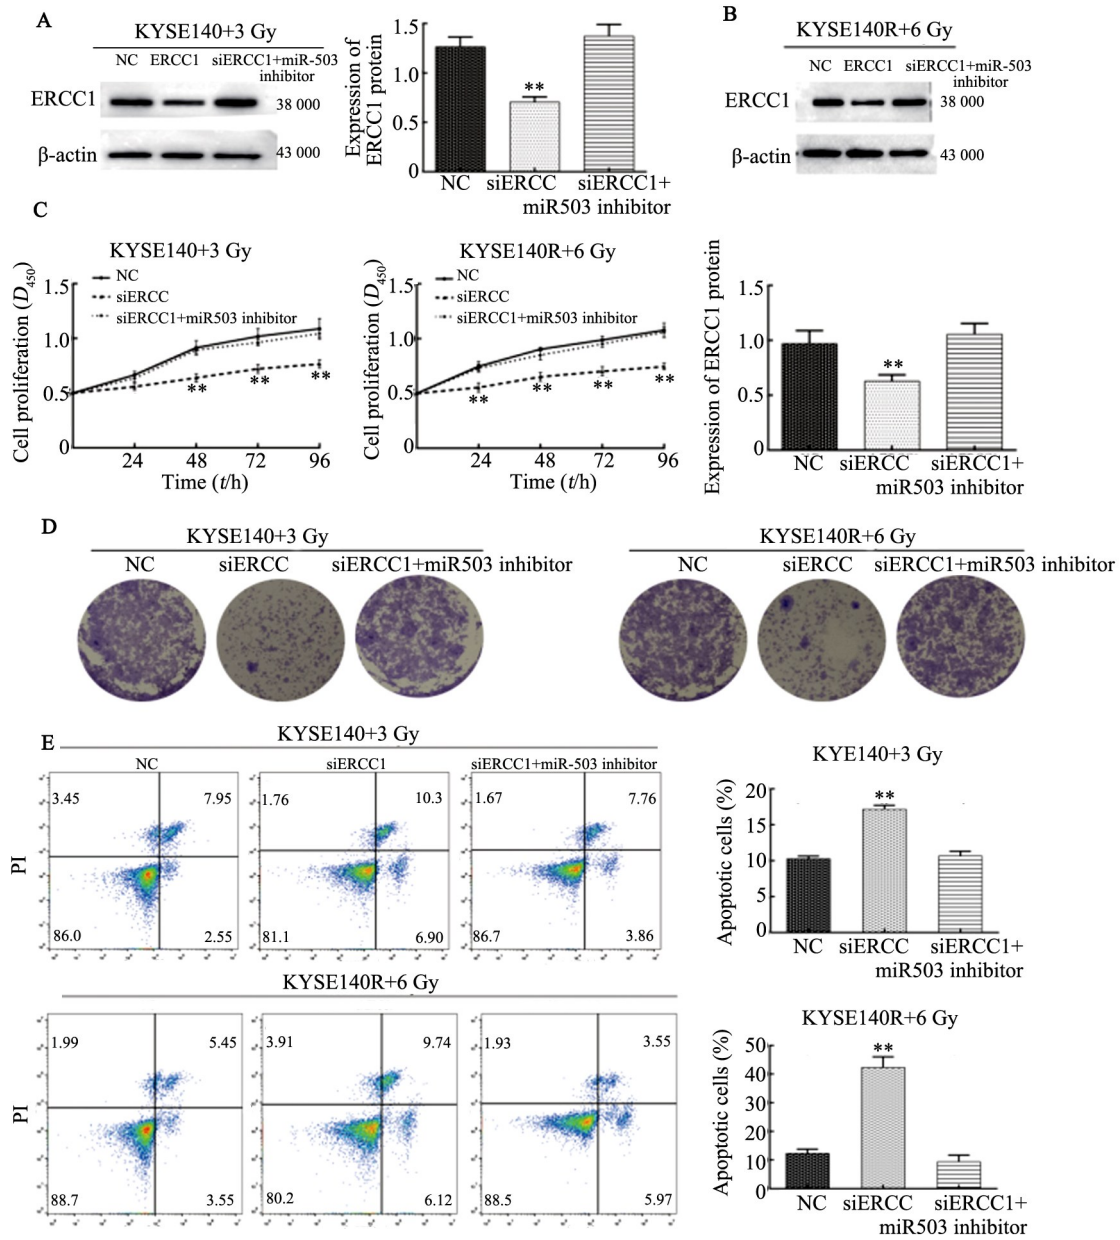 A
KYSE140+3 Gy
NC ERCC1 siERCC1+miR-503
inhibitor
ERCC1
38 000
β-actin
43 000
Expression of
ERCC1 protein
1.5
1.0
0.5
0
**
NC siERCC siERCC1+
miR503 inhibitor
B
KYSE140R+6 Gy
NC ERCC1 siERCC1+miR-503
inhibitor
ERCC1
38 000
β-actin
43 000
C
KYSE140+3 Gy
NC
siERCC
siERCC1+miR503 inhibitor
Cell proliferation (D450)
1.5
1.0
0.5
0
** ** **
24 48 72 96
Time (t/h)
KYSE140R+6 Gy
NC
siERCC
siERCC1+miR503 inhibitor
Cell proliferation (D450)
1.5
1.0
0.5
0
** ** ** **
24 48 72 96
Time (t/h)
Expression of ERCC1 protein
1.5
1.0
0.5
0
**
NC siERCC siERCC1+
miR503 inhibitor
D
KYSE140+3 Gy
NC siERCC siERCC1+miR503 inhibitor
KYSE140R+6 Gy
NC siERCC siERCC1+miR503 inhibitor
E
KYSE140+3 Gy
NC siERCC1 siERCC1+miR-503 inhibitor
PI
3.45 7.95 1.76 10.3 1.67 7.76
86.0 2.55 81.1 6.90 86.7 3.86
KYE140+3 Gy
Apoptotic cells (%)
20
15
10
5
0
**
NC siERCC siERCC1+
miR503 inhibitor
KYSE140R+6 Gy
PI
1.99 5.45 3.91 9.74 1.93 3.55
88.7 3.55 80.2 6.12 88.5 5.97
KYSE140R+6 Gy
Apoptotic cells (%)
50
40
30
20
10
0
**
NC siERCC siERCC1+
miR503 inhibitor